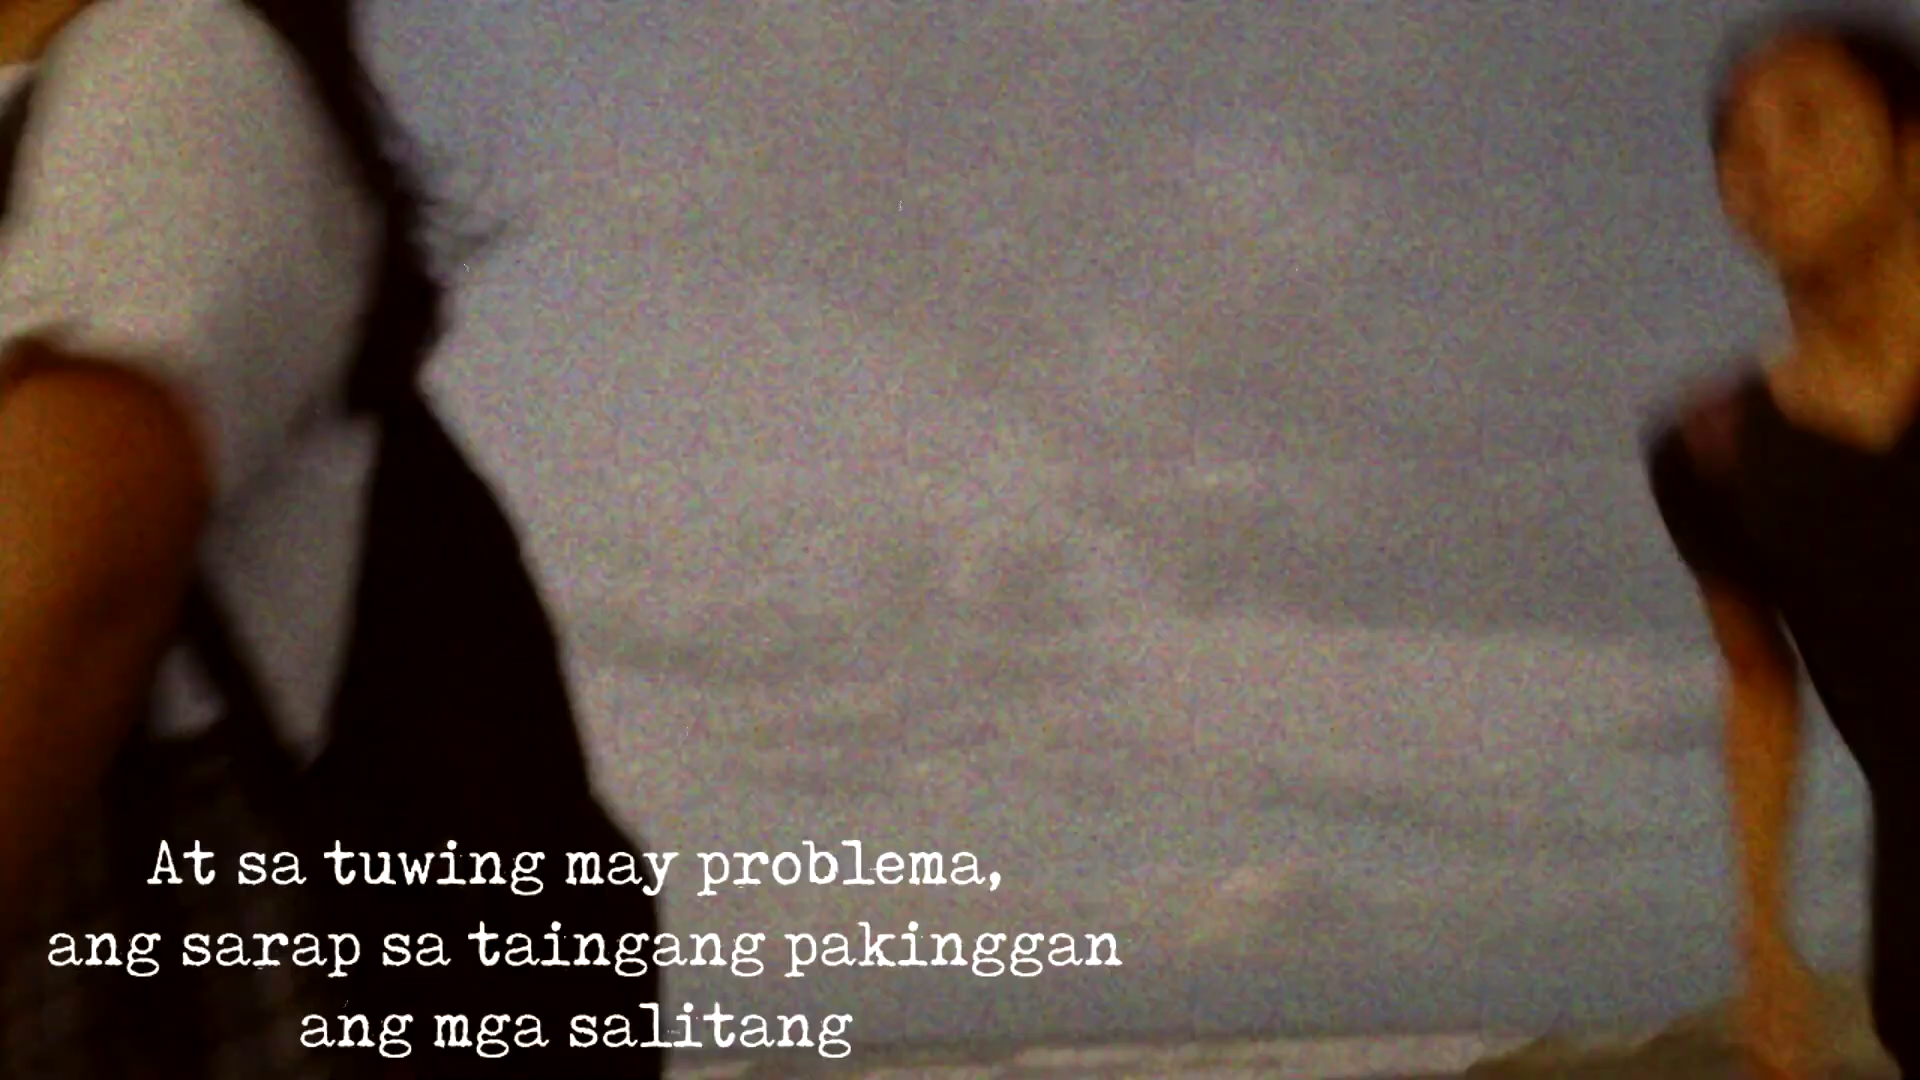 At sa tuwing may problema,
ang sarap sa taingang pakinggan
ang mga salitang